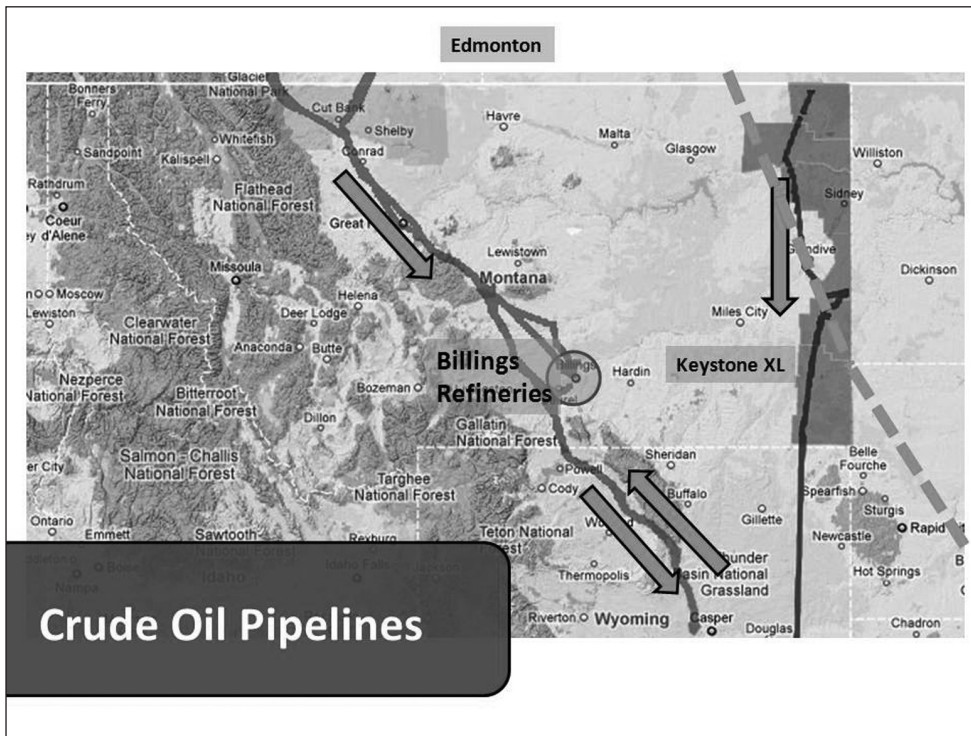 Edmonton
Glacier
National Park
Bonners
Ferry
Cut Bank
Shelby
Havre
Malta
Glasgow
Williston
Whitefish
Sandpoint
Kalispell
Conrad
Flathead
National Forest
Rathdrum
Coeur
d'Alene
Great
Sidney
Lewistown
Montana
Missoula
Dickinson
Moscow
Lewiston
Helena
Deer Lodge
Miles City
Clearwater
National Forest
Anaconda
Butte
Billings
Refineries
Billings
Hardin
Keystone XL
Nezperce
National Forest
Bitterroot
National Forest
Bozeman
Dillon
Gallatin
National Forest
Salmon - Challis
National Forest
Targhee
National Forest
Powell
Cody
Sheridan
Buffalo
Gillette
Belle
Fourche
Spearfish
Sturgis
Rapid
Newcastle
Hot Springs
Ontario
Emmett
Sawtooth
Rexburg
Teton National
Thermopolis
National
Grassland
Boise
Nampa
Idaho
Idaho Falls
Jackson
Riverton
Wyoming
Casper
Douglas
Chadron
Crude Oil Pipelines